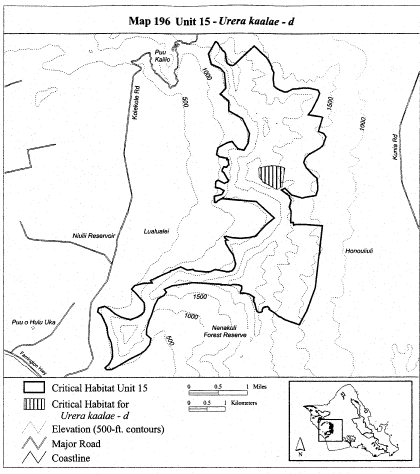 Map 196 Unit 15 - Urera kaalae - d
Puu
Kailio
1000
500
Kaiekole Rd
1500
1000
Kunia Rd
Niulii Reservoir
Lualualei
Honouliuli
1500
1000
500
Nanakuli
Forest Reserve
Puu o Hulu Uka
Farrington Hwy
Critical Habitat Unit 15
Critical Habitat for
Urera kaalae - d
Elevation (500-ft. contours)
Major Road
Coastline
0 0.5 1 Miles
0 0.5 1 Kilometers
N